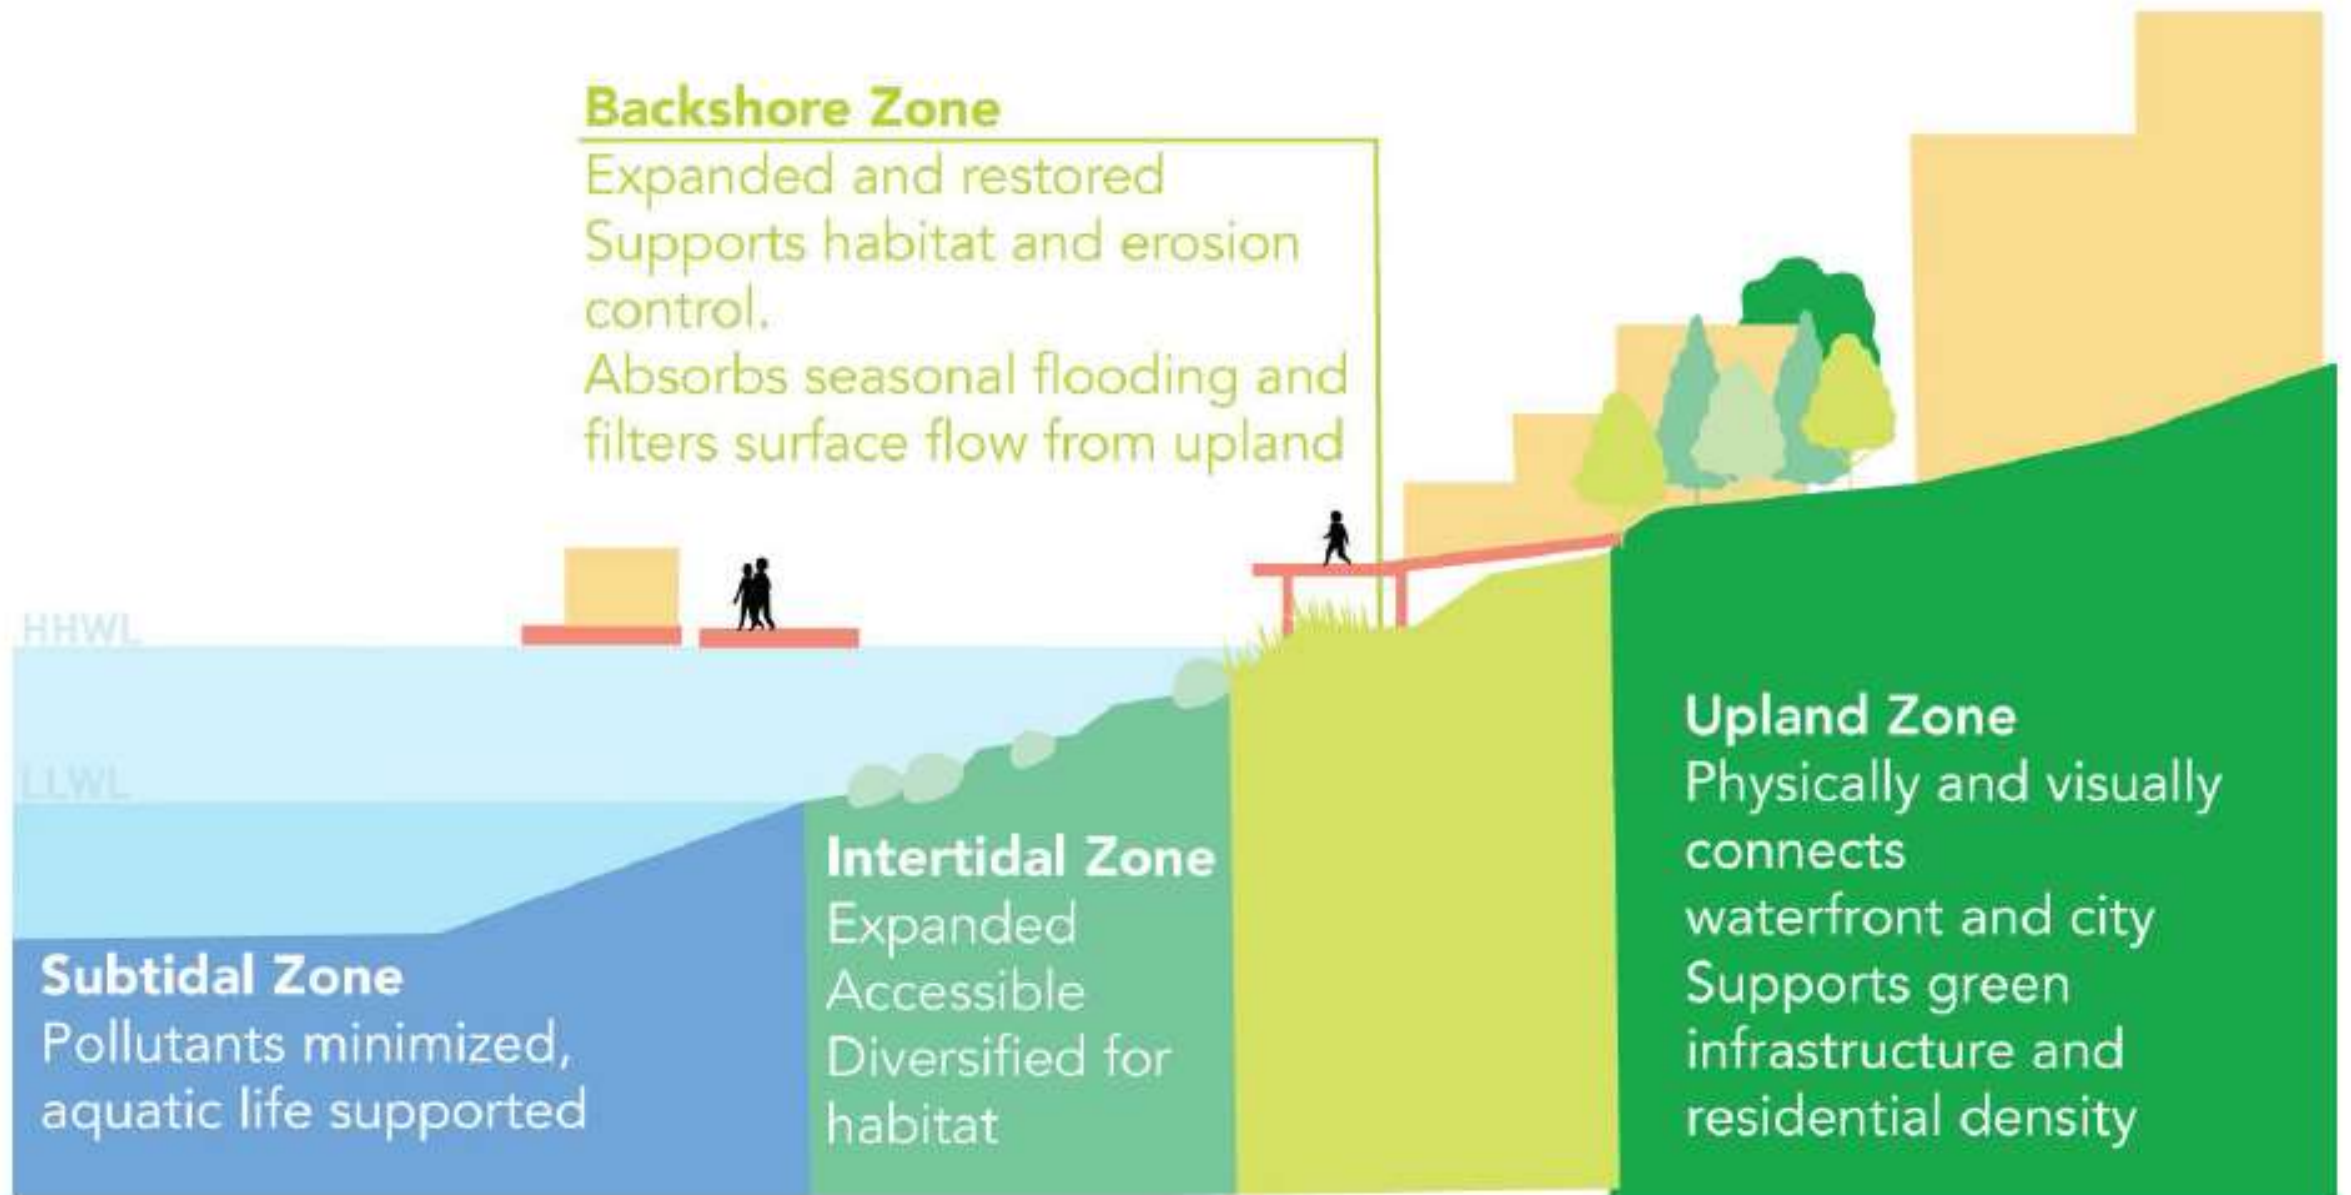 Backshore Zone
Expanded and restored
Supports habitat and erosion
control.
Absorbs seasonal flooding and
filters surface flow from upland
HHWL
LLWL
Upland Zone
Physically and visually
connects
waterfront and city
Supports green
infrastructure and
residential density
Intertidal Zone
Expanded
Accessible
Diversified for
habitat
Subtidal Zone
Pollutants minimized,
aquatic life supported